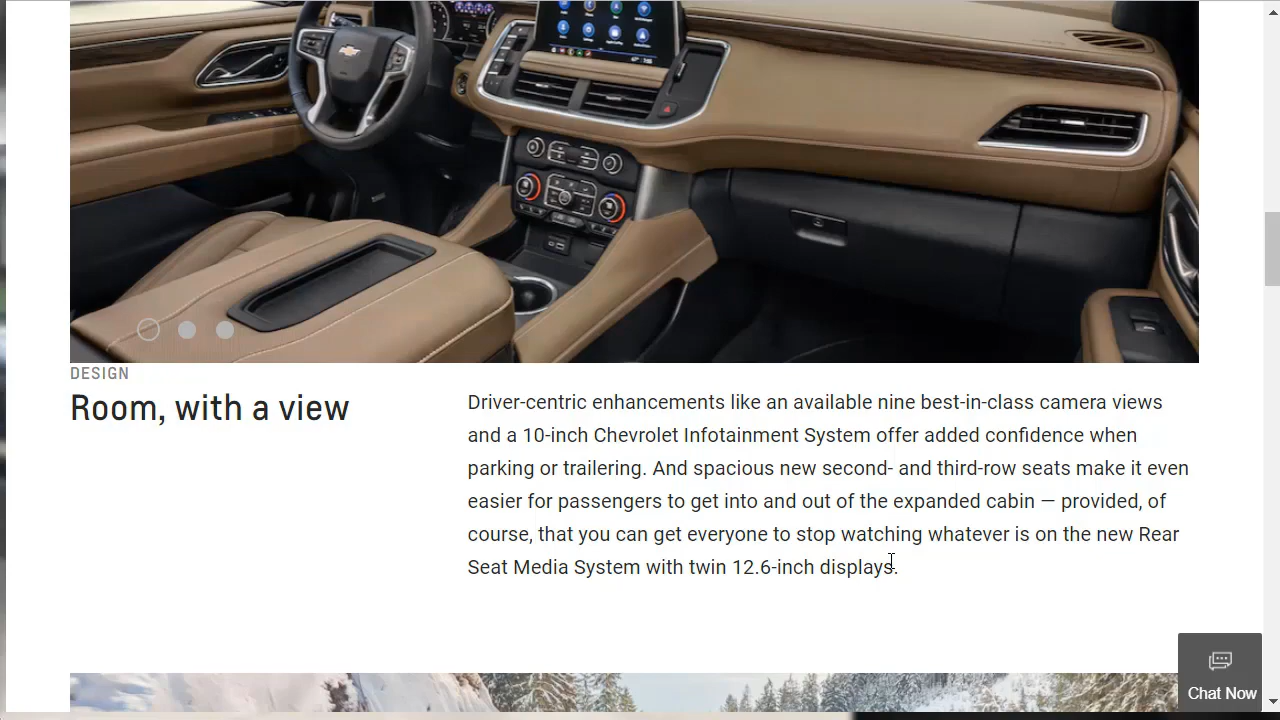 DESIGN
Room, with a view
Driver-centric enhancements like an available nine best-in-class camera views
and a 10-inch Chevrolet Infotainment System offer added confidence when
parking or trailering. And spacious new second- and third-row seats make it even
easier for passengers to get into and out of the expanded cabin — provided, of
course, that you can get everyone to stop watching whatever is on the new Rear
Seat Media System with twin 12.6-inch displays.
Chat Now